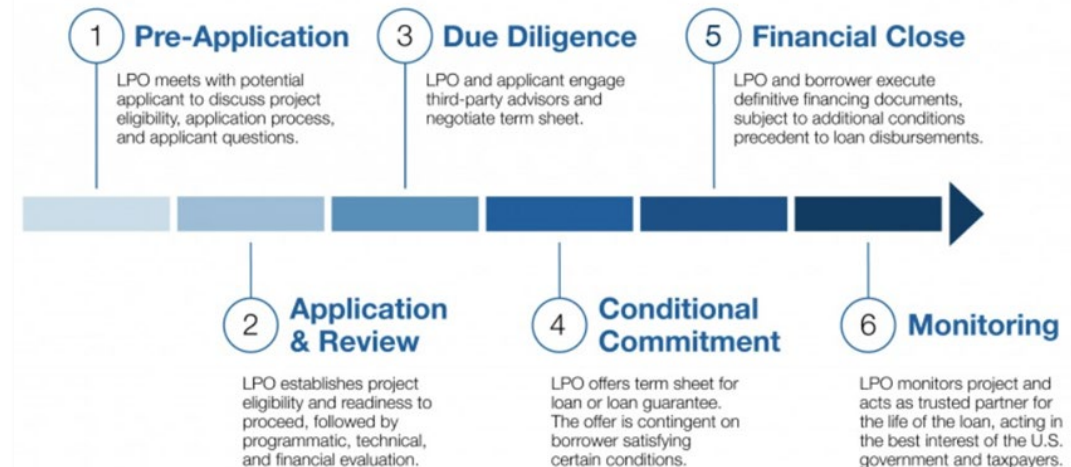 1 Pre-Application
LPO meets with potential
applicant to discuss project
eligibility, application process,
and applicant questions.
2 Application
& Review
LPO establishes project
eligibility and readiness to
proceed, followed by
programmatic, technical,
and financial evaluation.
3 Due Diligence
LPO and applicant engage
third-party advisors and
negotiate term sheet.
4 Conditional
Commitment
LPO offers term sheet for
loan or loan guarantee.
The offer is contingent on
borrower satisfying
certain conditions.
5 Financial Close
LPO and borrower execute
definitive financing documents,
subject to additional conditions
precedent to loan disbursements.
6 Monitoring
LPO monitors project and
acts as trusted partner for
the life of the loan, acting in
the best interest of the U.S.
government and taxpayers.